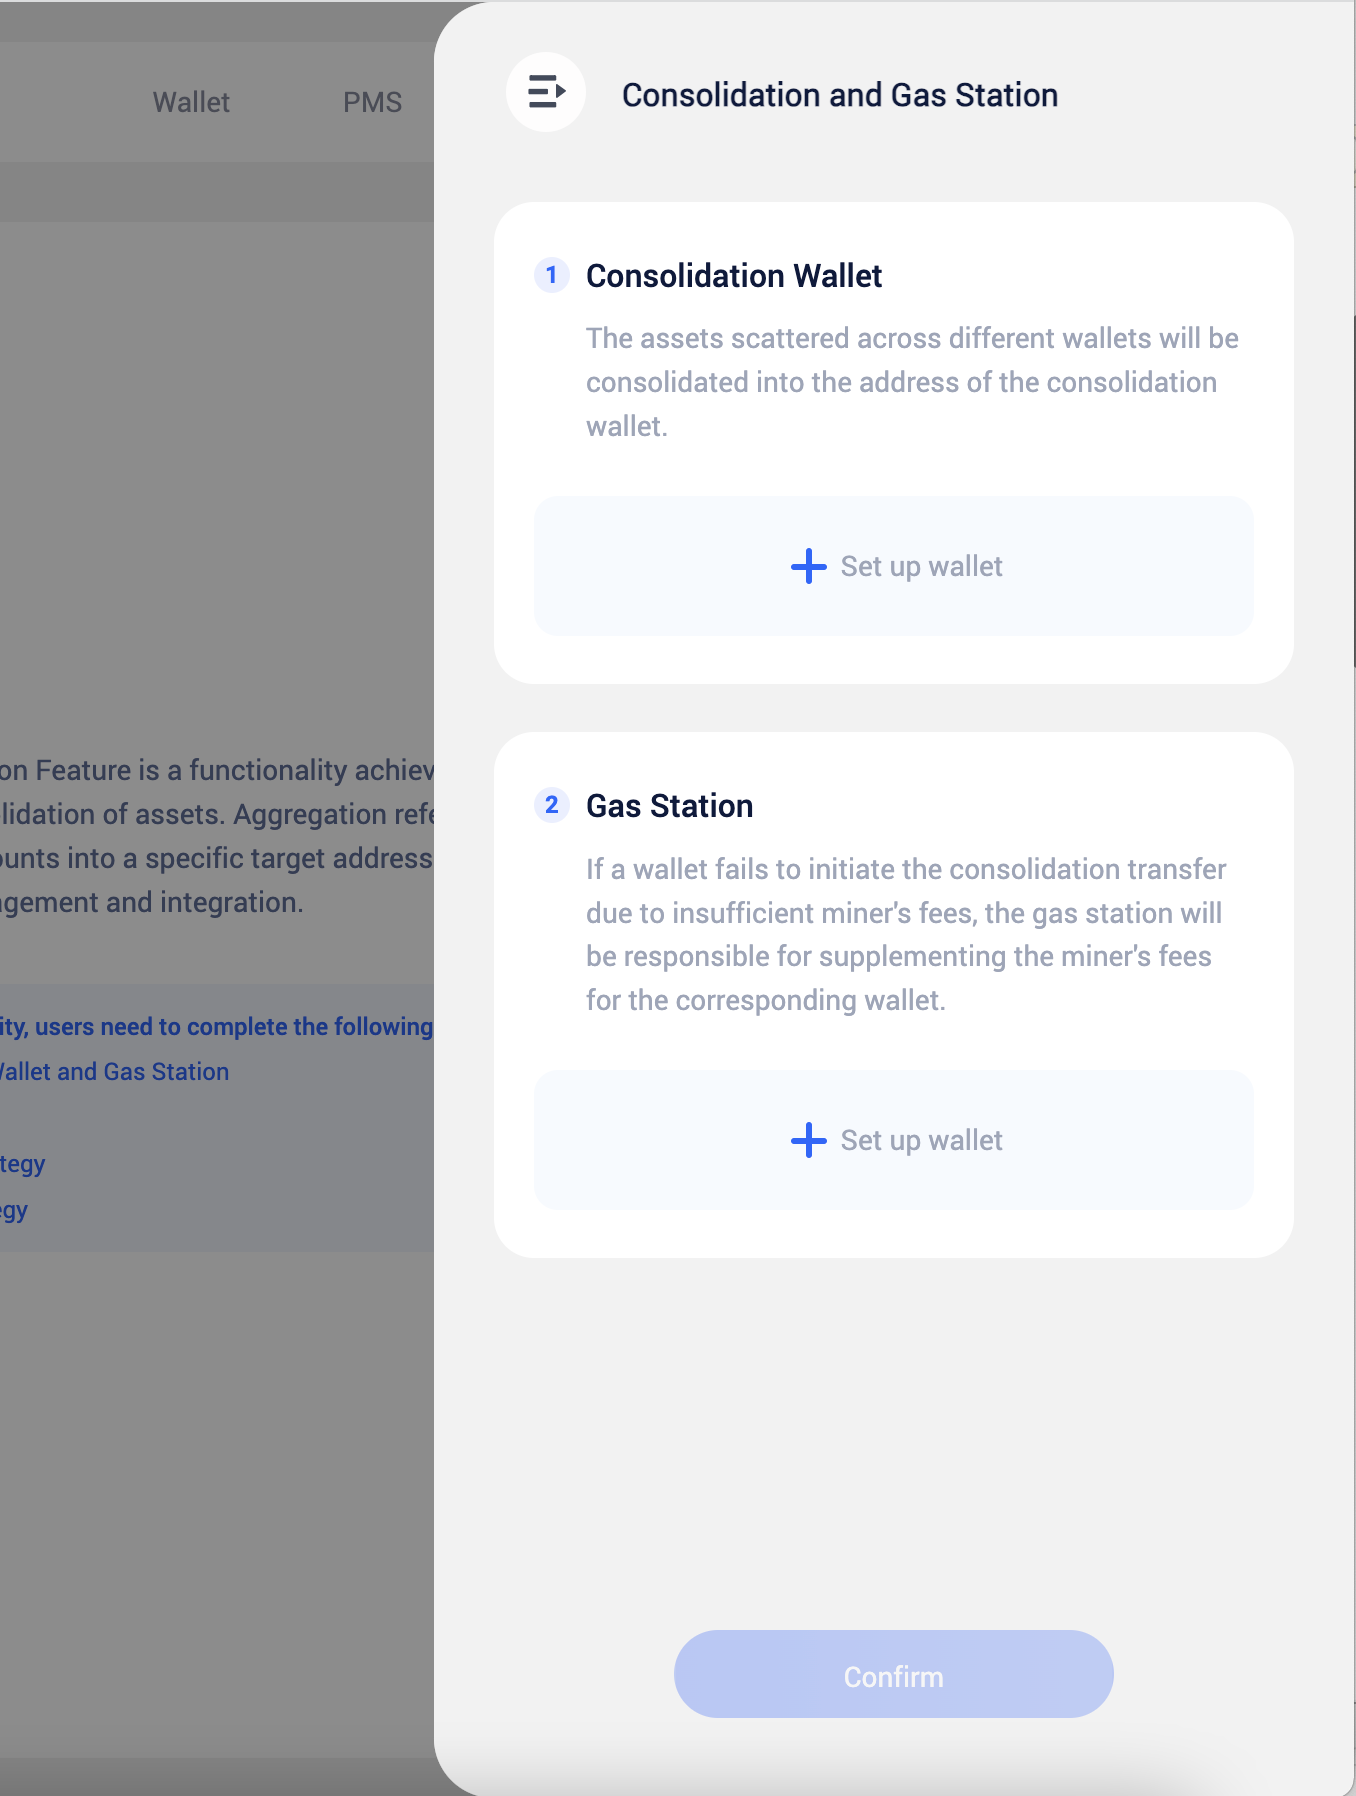 Wallet PMS
Consolidation and Gas Station
1 Consolidation Wallet
The assets scattered across different wallets will be
consolidated into the address of the consolidation
wallet.
Set up wallet
2 Gas Station
If a wallet fails to initiate the consolidation transfer
due to insufficient miner's fees, the gas station will
be responsible for supplementing the miner's fees
for the corresponding wallet.
Set up wallet
Confirm
on Feature is a functionality achiev
lidation of assets. Aggregation refe
ounts into a specific target address
gement and integration.
ity, users need to complete the following
Wallet and Gas Station
tegy
egy